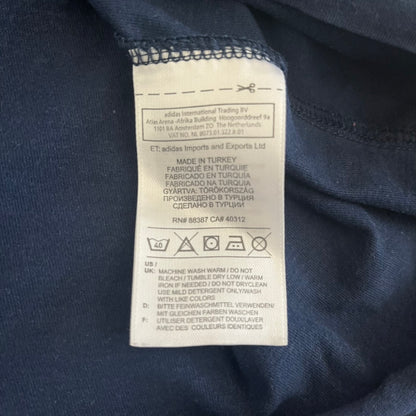 adidas International Trading BV
Atlas Arena -Afrika Building Hoogoorddreef 9a
1101 BA Amsterdam ZO The Netherlands
VAT NO. NL 8073.01.522.B.01
ET: adidas Imports and Exports Ltd
MADE IN TURKEY
FABRIQUÉ EN TURQUIE
FABRICADO EN TURQUIA
FABRICADO NA TURQUIA
GYÁRTVA: TÖRÖKORSZÁG
ПРОИЗВЕДЕНО В ТУРЦИЯ
СДЕЛАНО В ТУРЦИИ
RN# 88387 CA# 40312
40
US /
UK: MACHINE WASH WARM / DO NOT
BLEACH / TUMBLE DRY LOW / WARM
IRON IF NEEDED / DO NOT DRYCLEAN
USE MILD DETERGENT ONLY/WASH
WITH LIKE COLORS
D: BITTE FEINWASCHMITTEL VERWENDEN/
MIT GLEICHEN FARBEN WASCHEN
F: UTILISER DETERGENT DOUX/LAVER
AVEC DES COULEURS IDENTIQUES